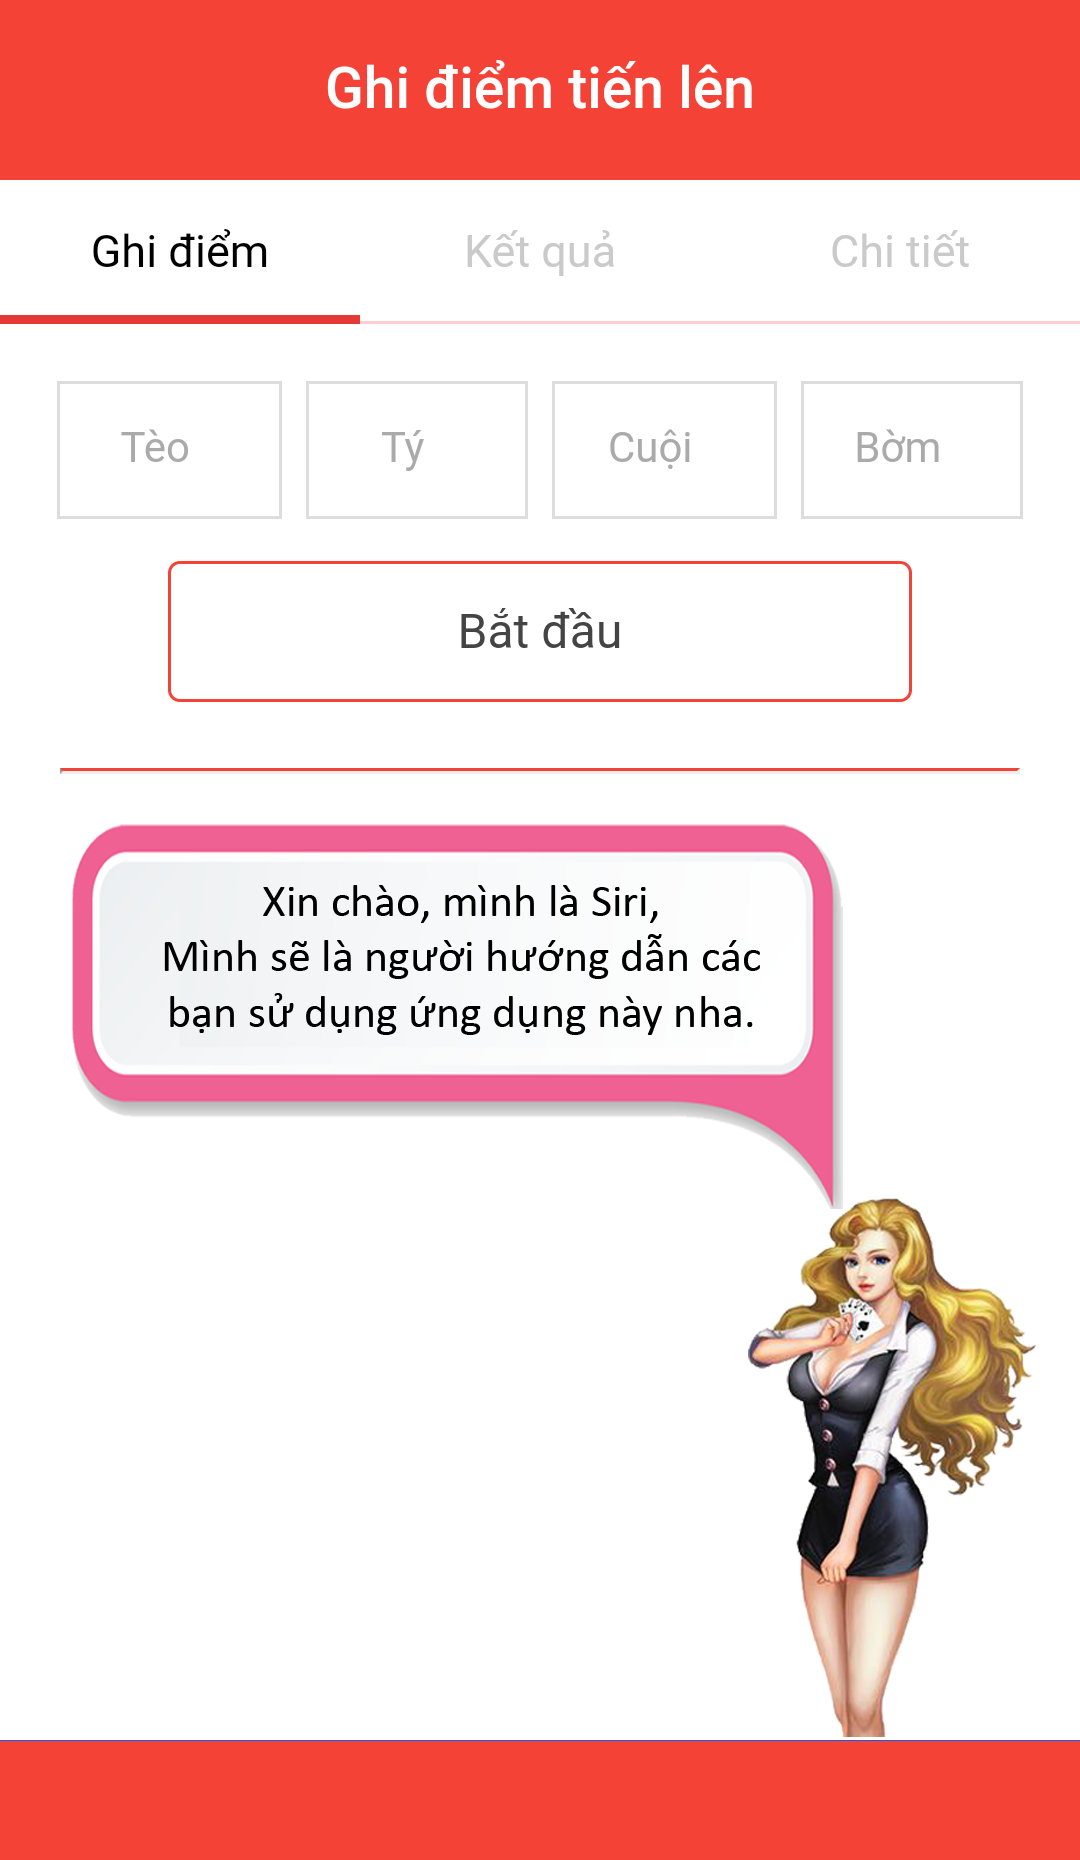 Ghi điểm tiến lên
Ghi điểm Kết quả Chi tiết
Tèo Tý Cuội Bờm
Bắt đầu
Xin chào, mình là Siri,
Mình sẽ là người hướng dẫn các
bạn sử dụng ứng dụng này nha.